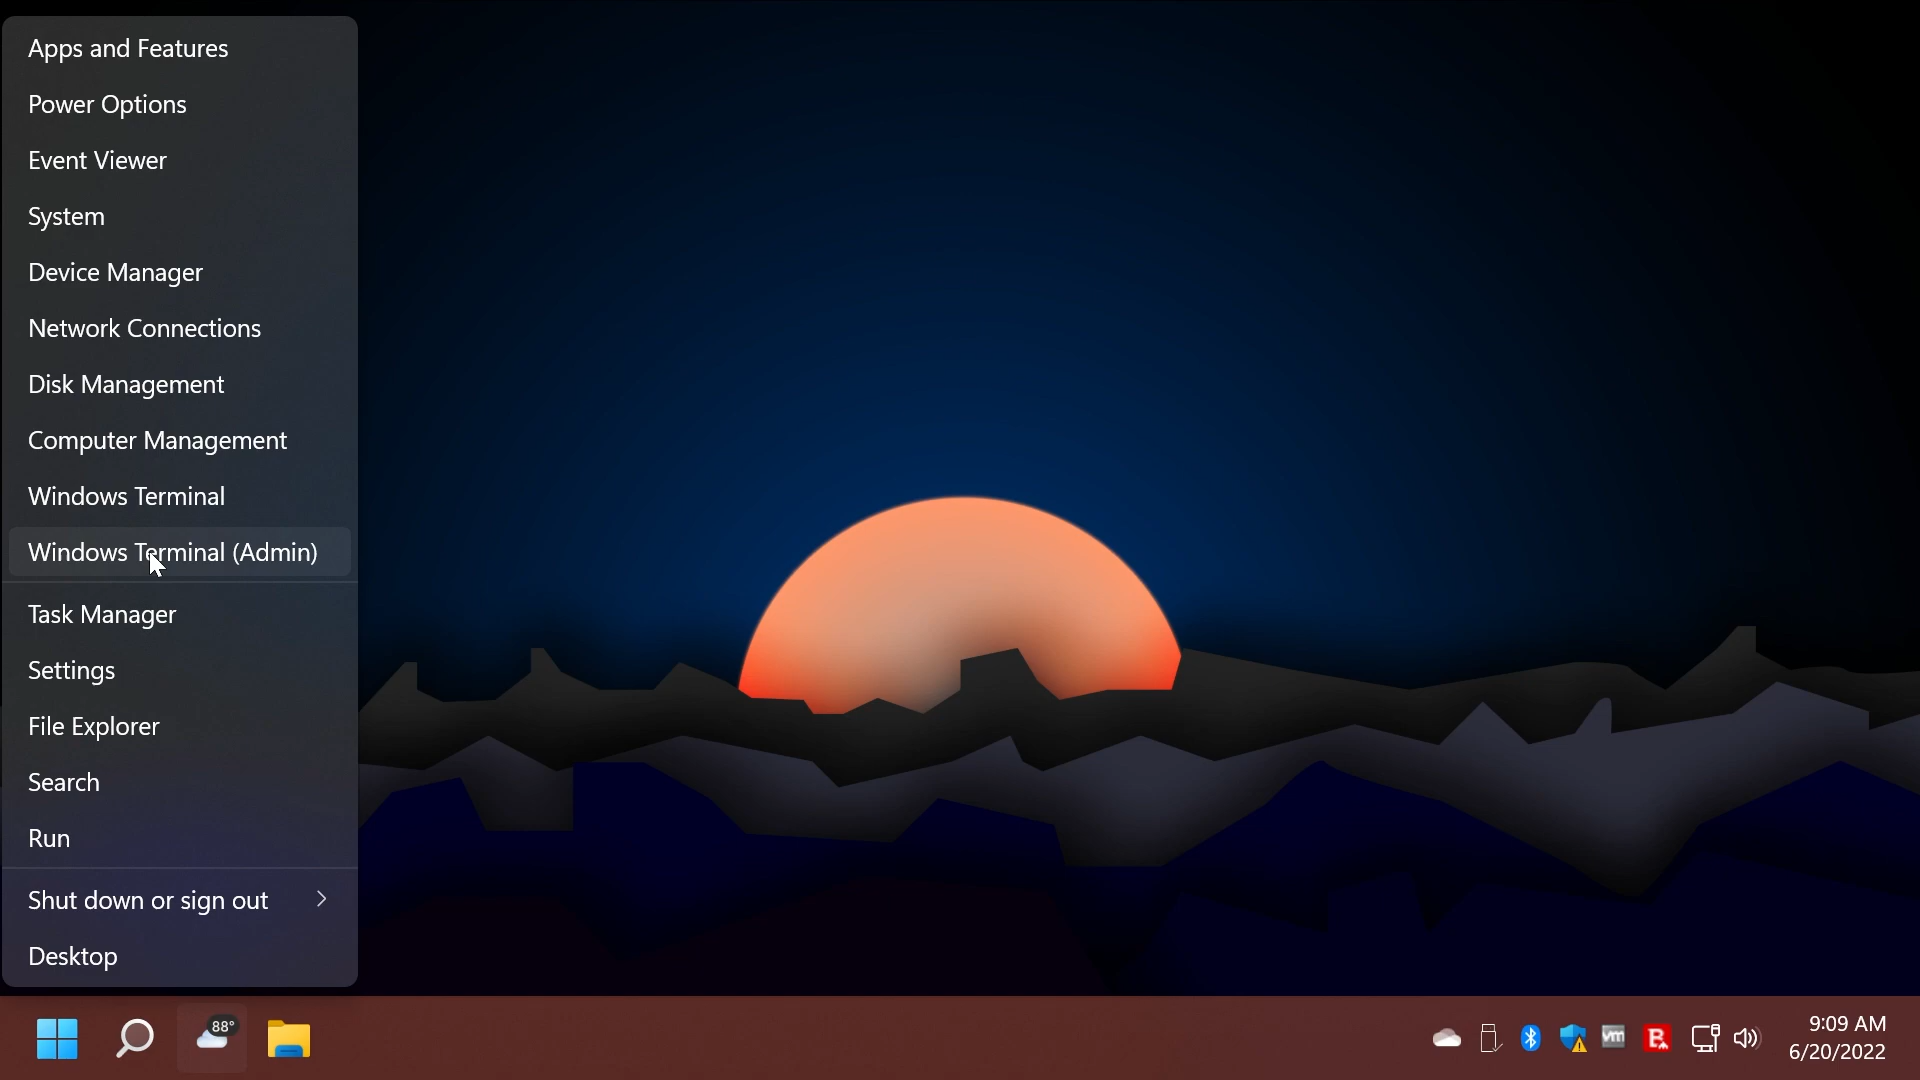 Apps and Features
Power Options
Event Viewer
System
Device Manager
Network Connections
Disk Management
Computer Management
Windows Terminal
Windows Terminal (Admin)
Task Manager
Settings
File Explorer
Search
Run
Shut down or sign out
Desktop
88°
vm
B
9:09 AM
6/20/2022